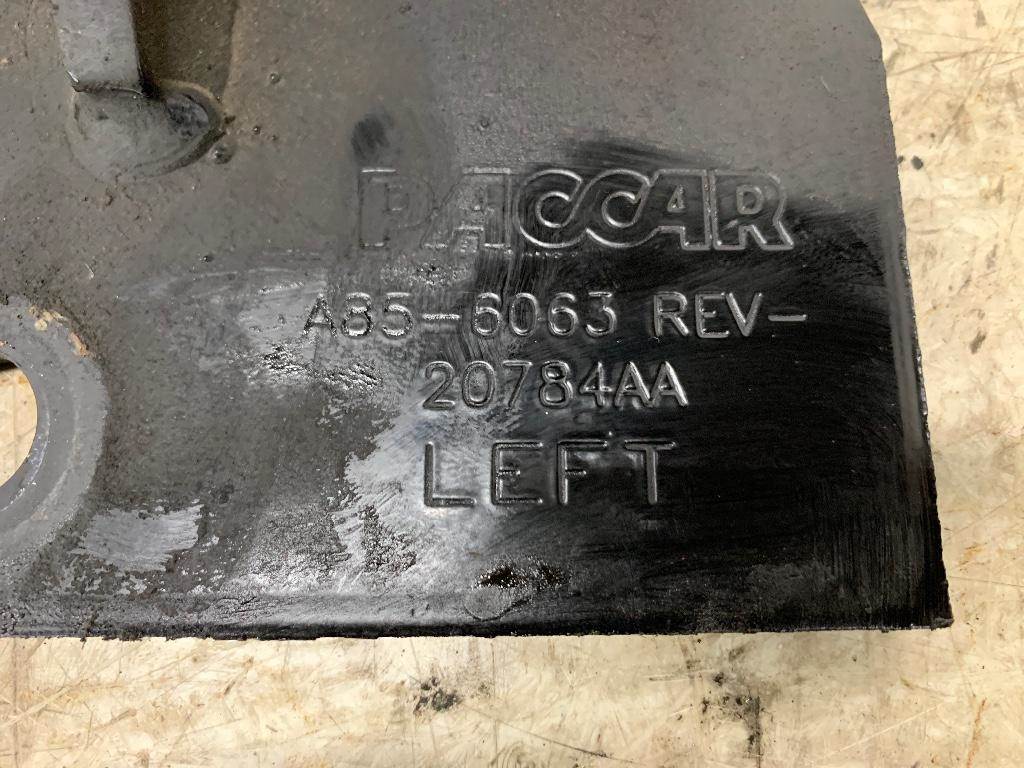 PACCAR
A85-6063 REV-
20784AA
LEFT